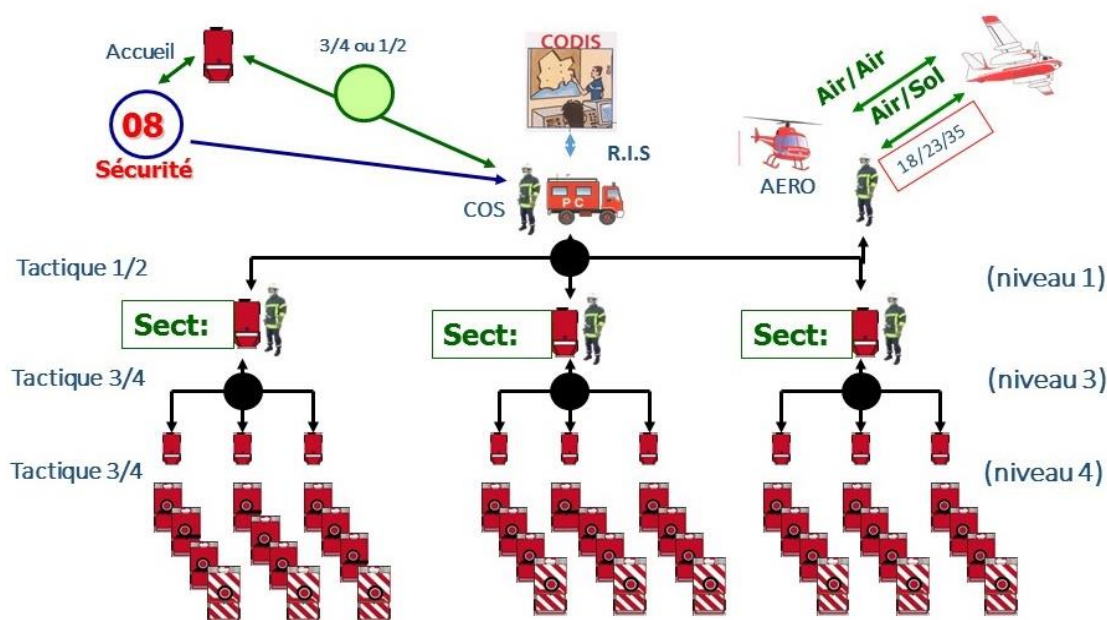 3/4 ou 1/2
CODIS
Accueil
Air/Air
Air/Sol
08
Sécurité
R.I.S
18/23/35
AERO
COS
P C
Tactique 1/2
(niveau 1)
Sect:
Sect:
Sect:
Tactique 3/4
(niveau 3)
Tactique 3/4
(niveau 4)